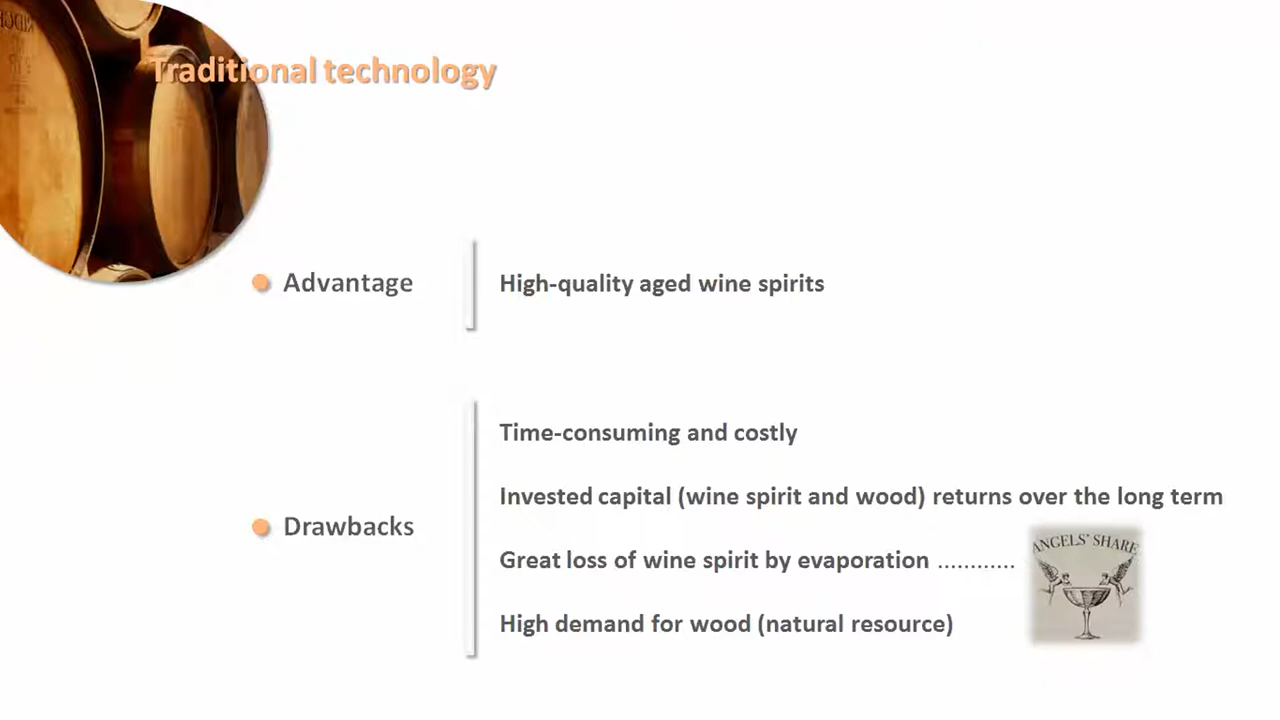 Traditional technology
Advantage
High-quality aged wine spirits
Drawbacks
Time-consuming and costly
Invested capital (wine spirit and wood) returns over the long term
Great loss of wine spirit by evaporation ............
ANGELS' SHARE
High demand for wood (natural resource)